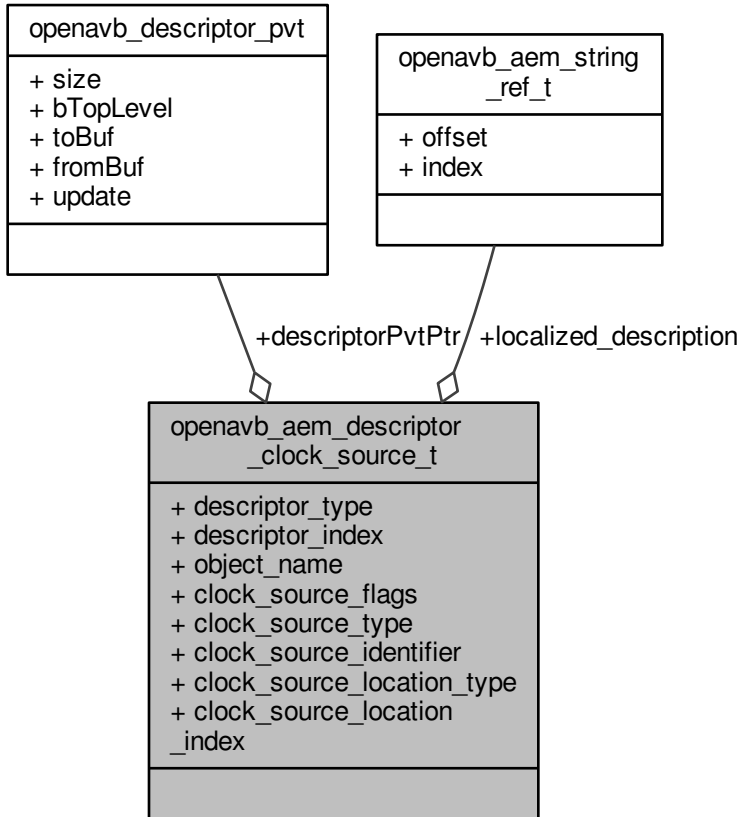 openavb_descriptor_pvt
+ size
+ bTopLevel
+ toBuf
+ fromBuf
+ update
openavb_aem_string
_ref_t
+ offset
+ index
+descriptorPvtPtr
+localized_description
openavb_aem_descriptor
_clock_source_t
+ descriptor_type
+ descriptor_index
+ object_name
+ clock_source_flags
+ clock_source_type
+ clock_source_identifier
+ clock_source_location_type
+ clock_source_location
_index